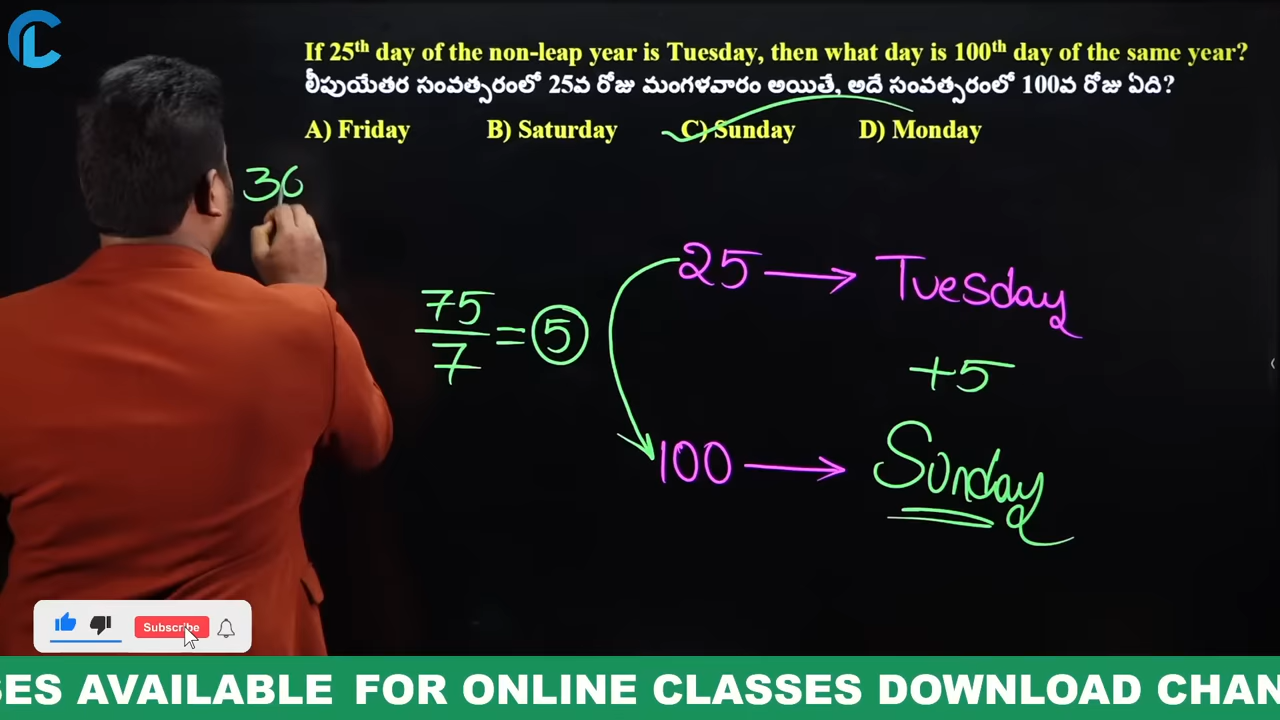 If 25th day of the non-leap year is Tuesday, then what day is 100th day of the same year?
లీపుయేతర సంవత్సరంలో 25వ రోజు మంగళవారం అయితే, అదే సంవత్సరంలో 100వ రోజు ఏది?
A) Friday B) Saturday C) Sunday D) Monday
36
25 → Tuesday
75/7 = 5
+5
100 → Sunday
Subscribe
SES AVAILABLE FOR ONLINE CLASSES DOWNLOAD CHAN